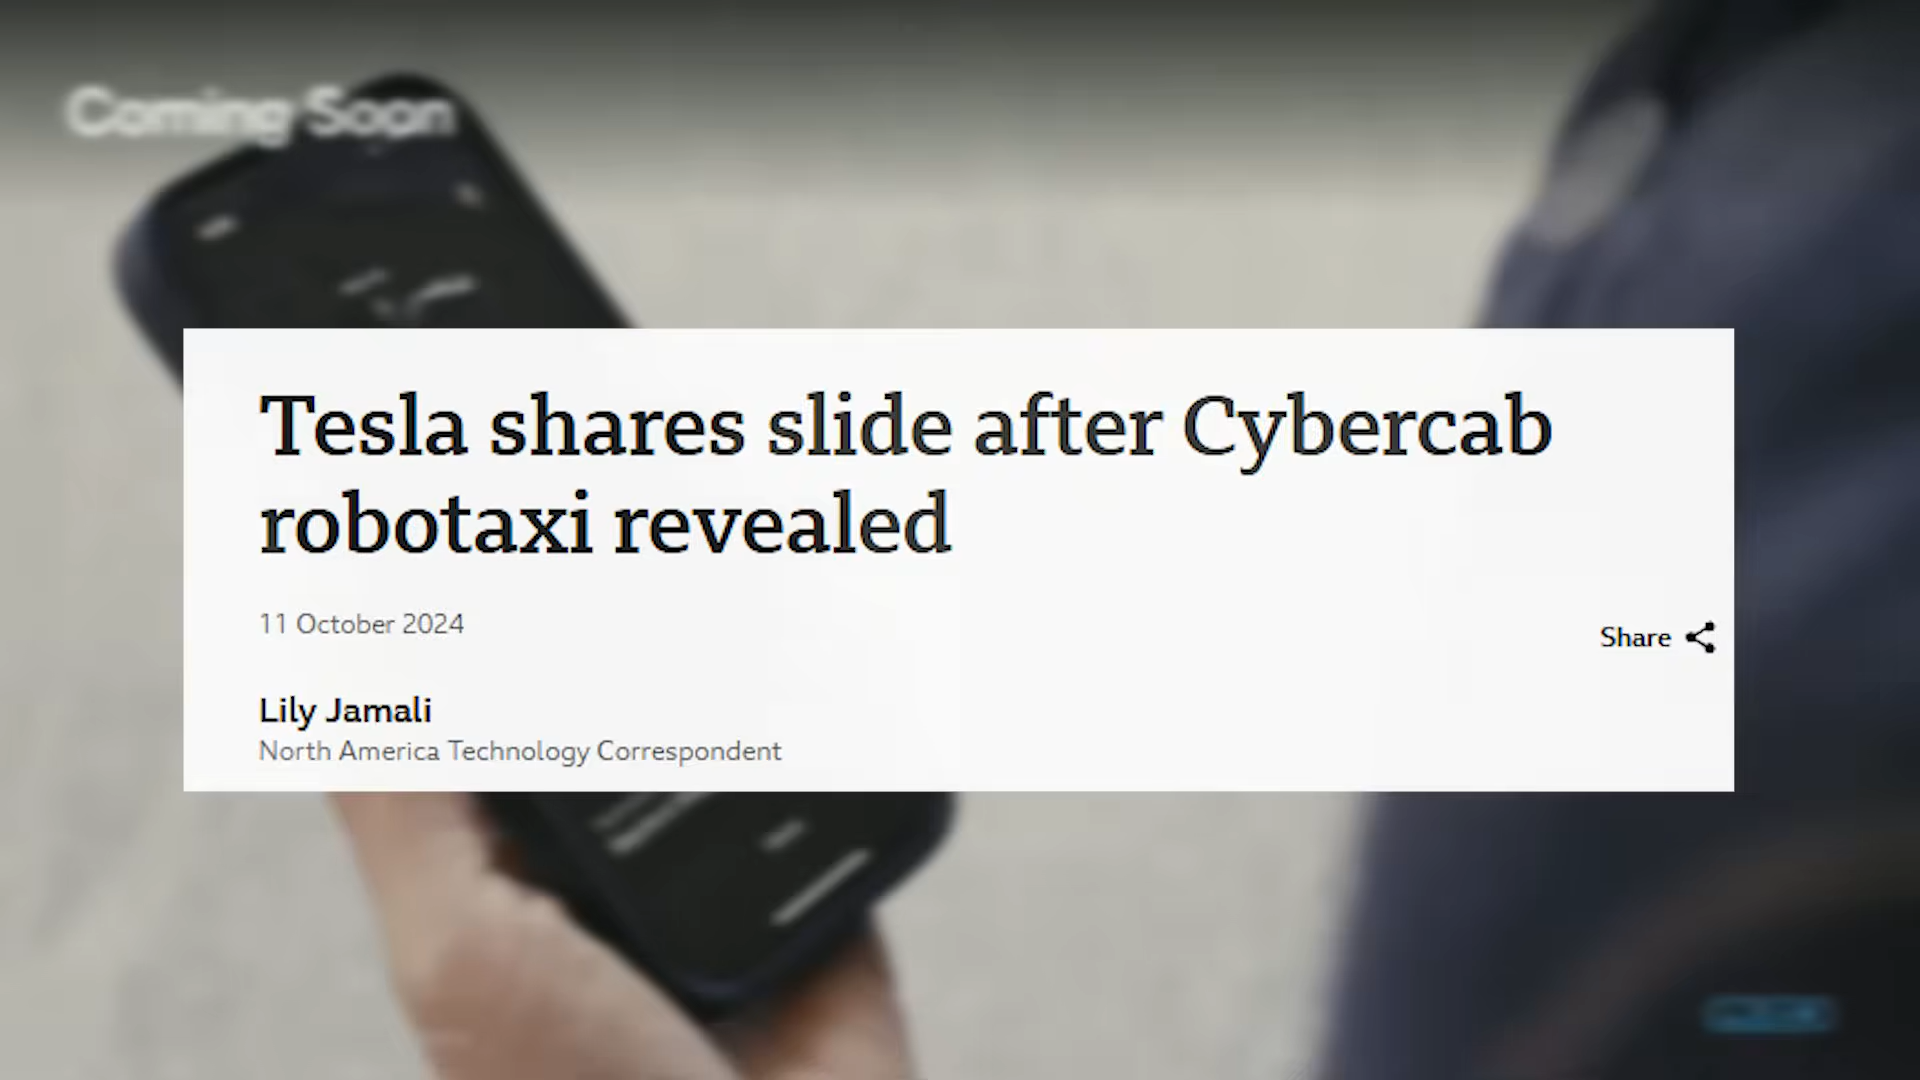 Coming Soon
Tesla shares slide after Cybercab
robotaxi revealed
11 October 2024
Share
Lily Jamali
North America Technology Correspondent